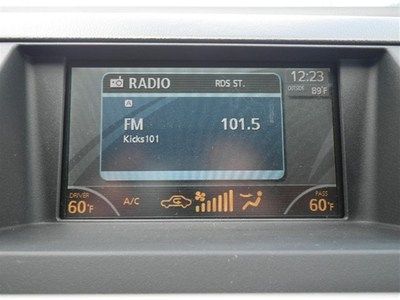 RADIO RDS ST. 12:23
OUTSIDE 89°F
A
FM 101.5
Kicks101
DRIVER PASS
60°F A/C 60°F